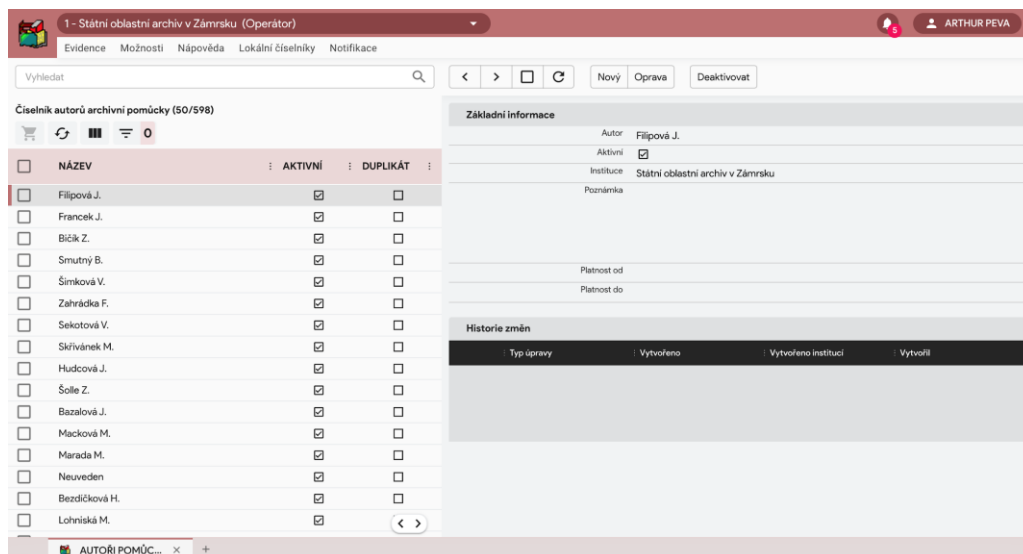 1 - Státní oblastní archiv v Zámrsku (Operátor)
5
ARTHUR PEVA
Evidence Možnosti Nápověda Lokální číselníky Notifikace
Vyhledat
Nový Oprava Deaktivovat
Číselník autorů archivní pomůcky (50/598)
0
NÁZEV AKTIVNÍ DUPLIKÁT
Filipová J.
Francek J.
Bičík Z.
Smutný B.
Šimková V.
Zahrádka F.
Sekotová V.
Skřivánek M.
Hudcová J.
Šolle Z.
Bazalová J.
Macková M.
Marada M.
Neuveden
Bezdíčková H.
Lohniská M.
Základní informace
Autor Filipová J.
Aktivní
Instituce Státní oblastní archiv v Zámrsku
Poznámka
Platnost od
Platnost do
Historie změn
Typ úpravy Vytvořeno Vytvořeno institucí Vytvořil
AUTOŘI POMŮC...